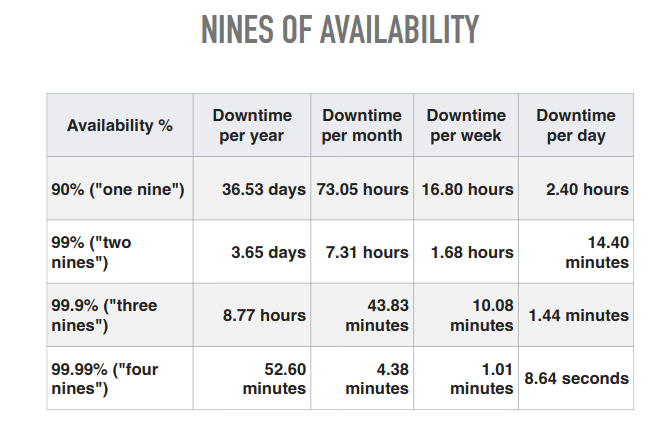 NINES OF AVAILABILITY
Availability %
Downtime
per year
Downtime
per month
Downtime
per week
Downtime
per day
90% ("one nine")
36.53 days
73.05 hours
16.80 hours
2.40 hours
99% ("two
nines")
3.65 days
7.31 hours
1.68 hours
14.40
minutes
99.9% ("three
nines")
8.77 hours
43.83
minutes
10.08
minutes
1.44 minutes
99.99% ("four
nines")
52.60
minutes
4.38
minutes
1.01
minutes
8.64 seconds